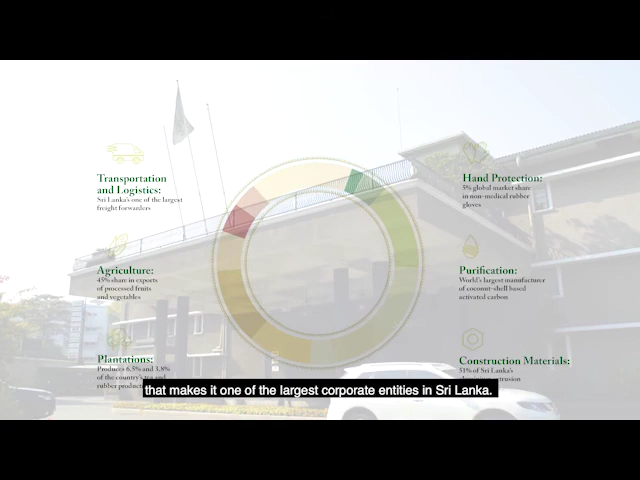 Transportation
and Logistics:
Sri Lanka's one of the largest
freight forwarders
Agriculture:
45% share in exports
of processed fruits
and vegetables
Plantations:
Produces 6.5% and 3.8%
of the country's tea and
rubber
Hand Protection:
5% global market share
in non-medical rubber
gloves
Purification:
World's largest manufacturer
of coconut-shell based
activated carbon
Construction Materials:
51% of Sri Lanka's
that makes it one of the largest corporate entities in Sri Lanka.